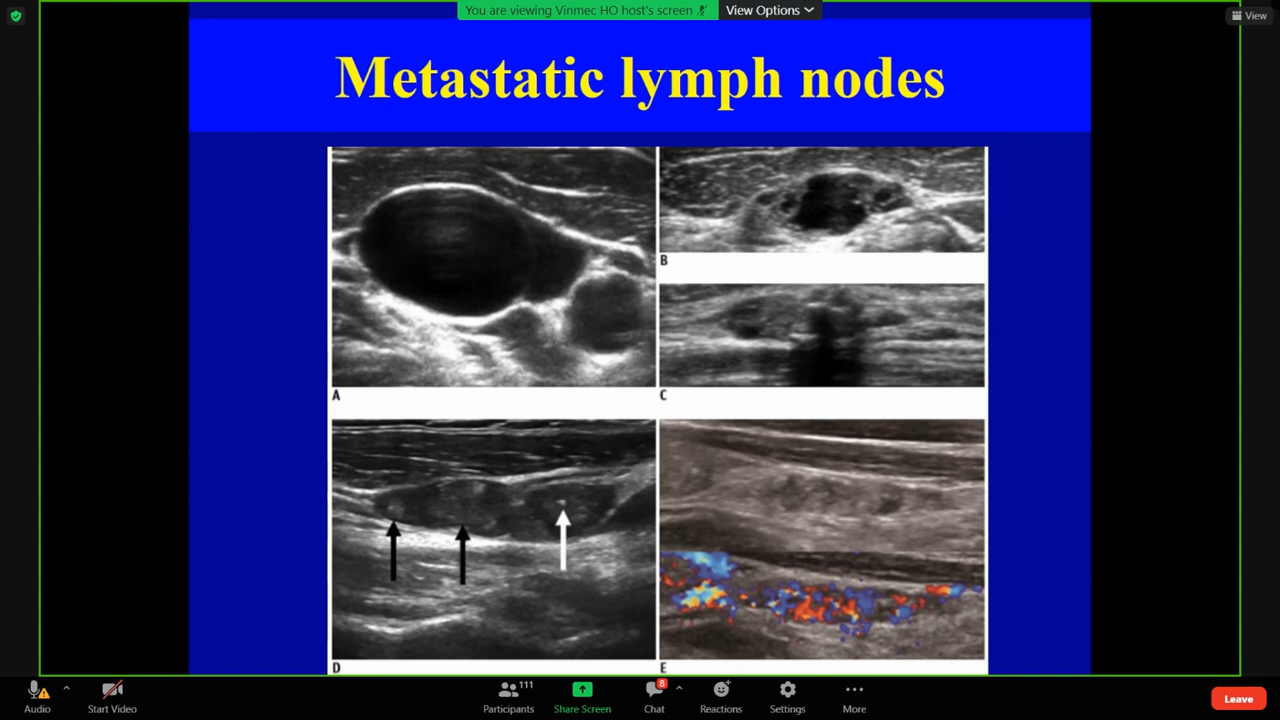 You are viewing Vinmec HO host's screen
View Options
View
Metastatic lymph nodes
B
A
C
D
E
Audio
Start Video
Participants
111
Share Screen
Chat
8
Reactions
Settings
More
Leave